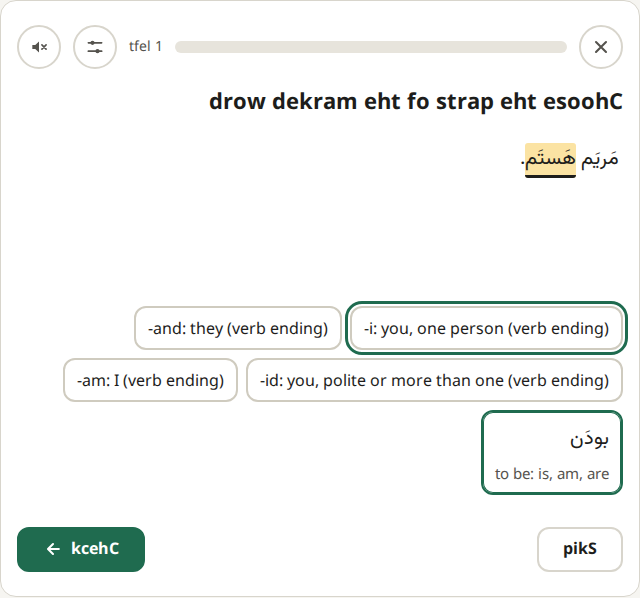 tfel 1
drow dekram eht fo parts eht esoohC
مَریَم هَستَم.
-i: you, one person (verb ending)
-and: they (verb ending)
-id: you, polite or more than one (verb ending)
-am: I (verb ending)
بودَن
to be: is, am, are
pikS
kcehC